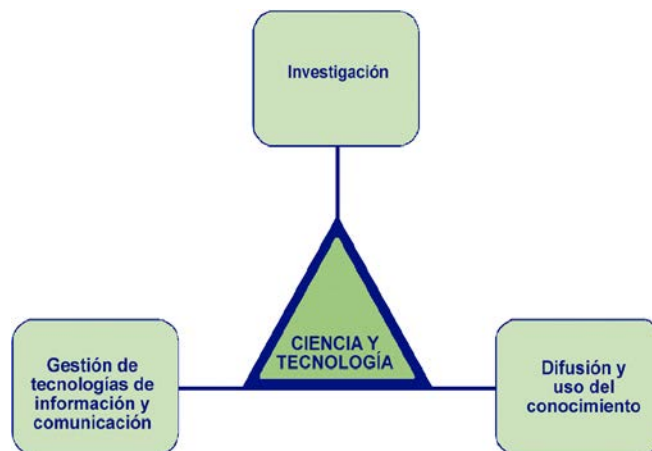 Investigación
CIENCIA Y
TECNOLOGÍA
Gestión de
tecnologías de
información y
comunicación
Difusión y
uso del
conocimiento